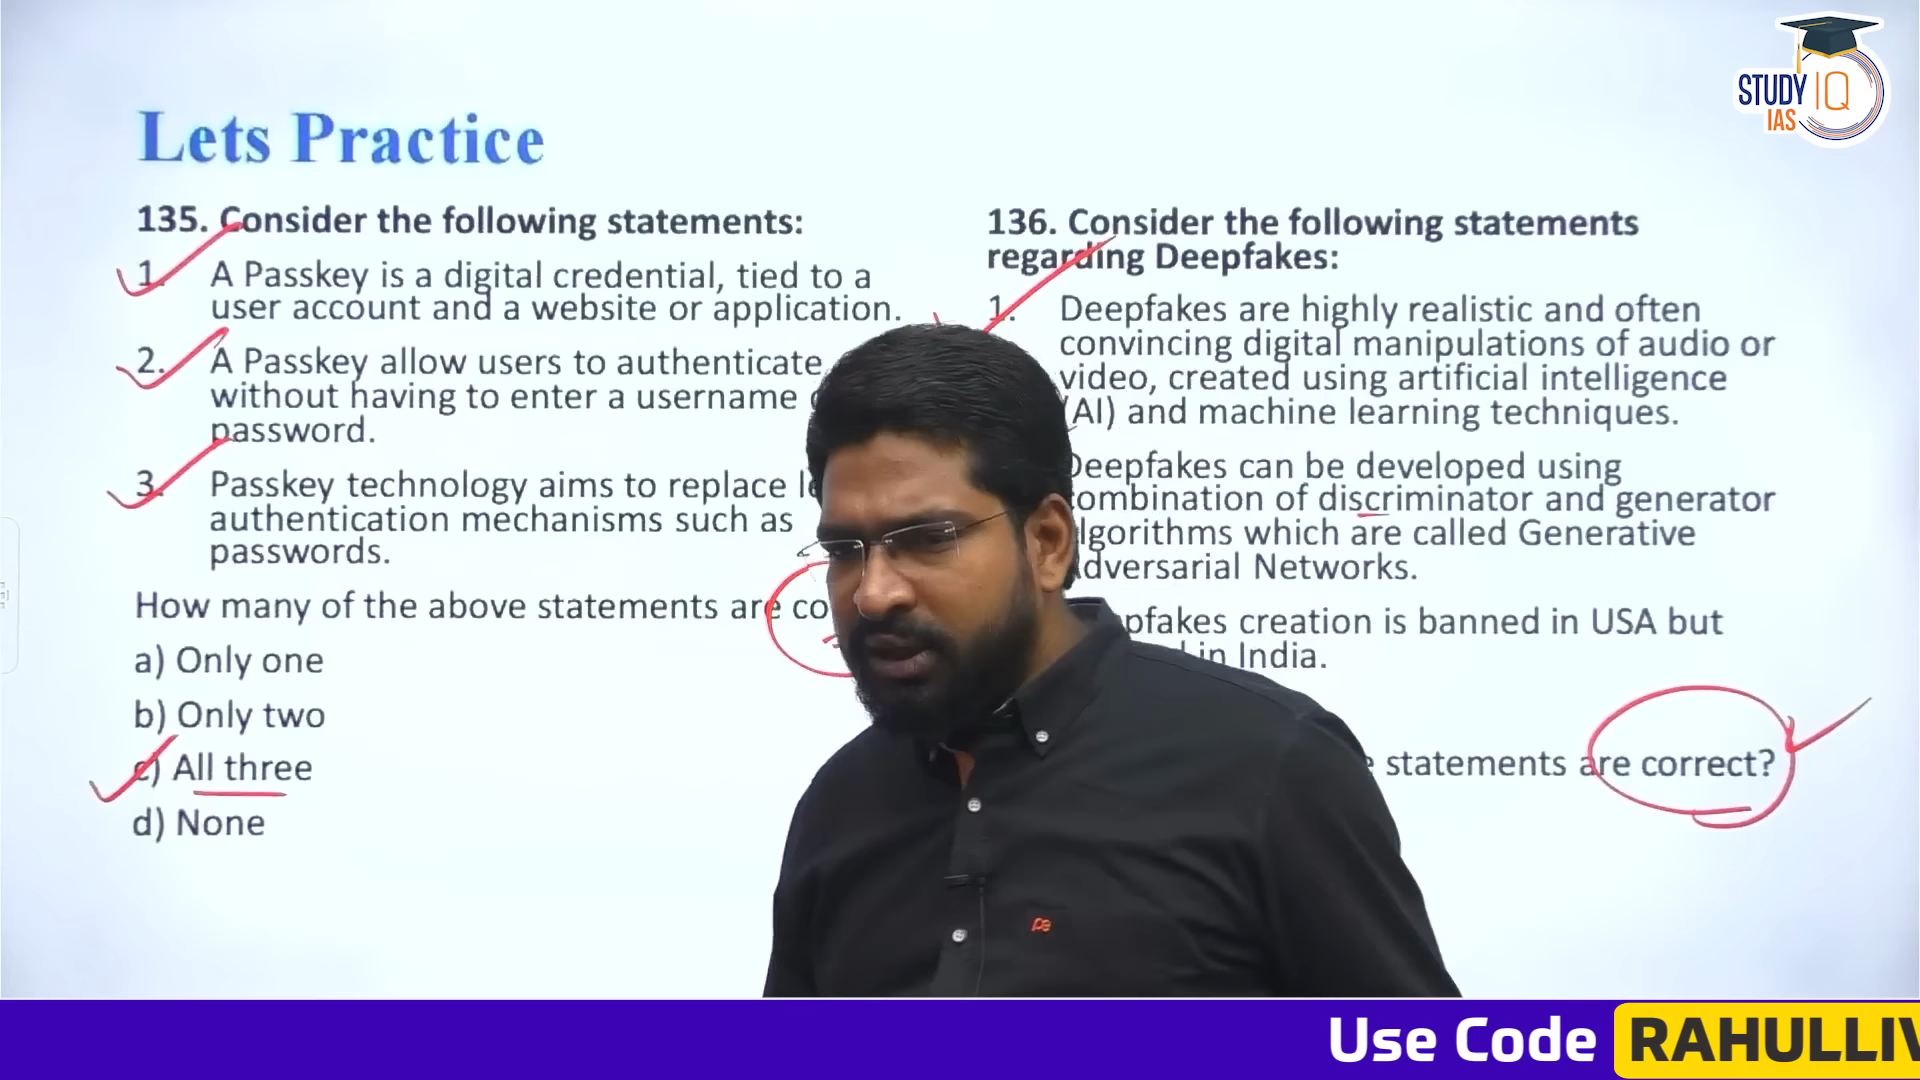 STUDY IQ
IAS
Lets Practice
135. Consider the following statements:
1. A Passkey is a digital credential, tied to a
user account and a website or application.
2. A Passkey allow users to authenticate
without having to enter a username
password.
3. Passkey technology aims to replace
authentication mechanisms such as
passwords.
How many of the above statements are
a) Only one
b) Only two
c) All three
d) None
136. Consider the following statements
regarding Deepfakes:
1. Deepfakes are highly realistic and often
convincing digital manipulations of audio or
video, created using artificial intelligence
(AI) and machine learning techniques.
Deepfakes can be developed using
combination of discriminator and generator
algorithms which are called Generative
Adversarial Networks.
pfakes creation is banned in USA but
in India.
statements are correct?
Use Code RAHULLIV